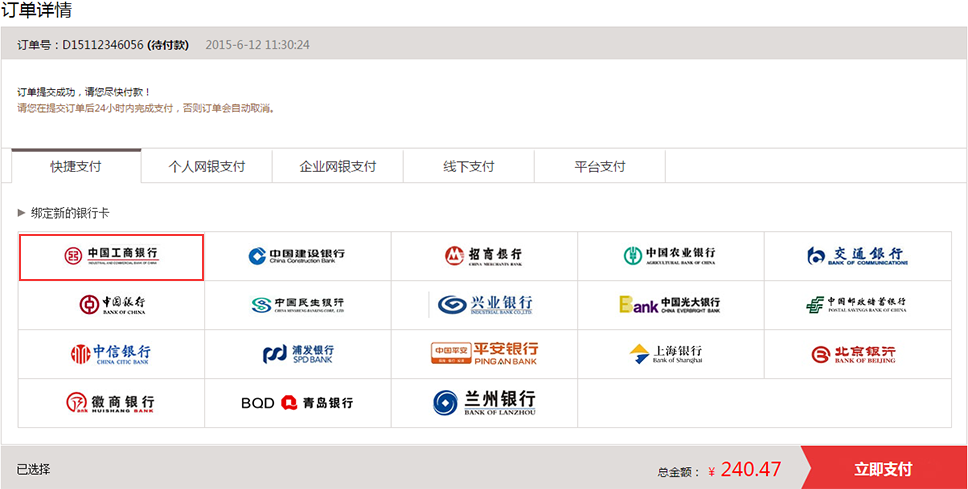 订单详情
订单号：D15112346056 (待付款) 2015-6-12 11:30:24
订单提交成功，请您尽快付款！
请您在提交订单后24小时内完成支付，否则订单会自动取消。
快捷支付 个人网银支付 企业网银支付 线下支付 平台支付
绑定新的银行卡
中国工商银行
INDUSTRIAL AND COMMERCIAL BANK OF CHINA
中国建设银行
China Construction Bank
招商银行
CHINA MERCHANTS BANK
中国农业银行
AGRICULTURAL BANK OF CHINA
交通银行
BANK OF COMMUNICATIONS
中国银行
BANK OF CHINA
中国民生银行
CHINA MINSHENG BANKING CORP., LTD
兴业银行
INDUSTRIAL BANK CO.,LTD.
Bank 中国光大银行
CHINA EVERBRIGHT BANK
中国邮政储蓄银行
POSTAL SAVINGS BANK OF CHINA
中信银行
CHINA CITIC BANK
浦发银行
SPD BANK
中国平安 平安银行
PING AN BANK
上海银行
Bank of Shanghai
北京银行
BANK OF BEIJING
徽商银行
HUISHANG BANK
BQD 青岛银行
兰州银行
BANK OF LANZHOU
已选择 总金额： ¥ 240.47 立即支付